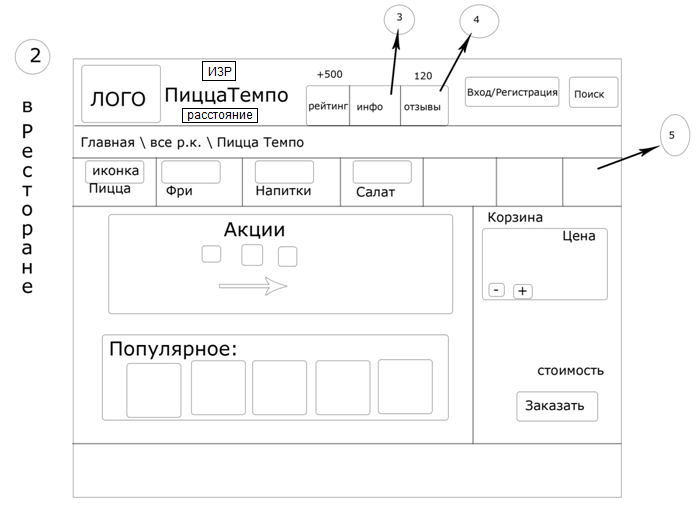 2
в Ресторане
3
4
ИЗР
+500
120
ЛОГО
ПиццаТемпо
расстояние
рейтинг
инфо
отзывы
Вход/Регистрация
Поиск
Главная \ все р.к. \ Пицца Темпо
5
иконка
Пицца
Фри
Напитки
Салат
Акции
Корзина
Цена
- +
Популярное:
стоимость
Заказать